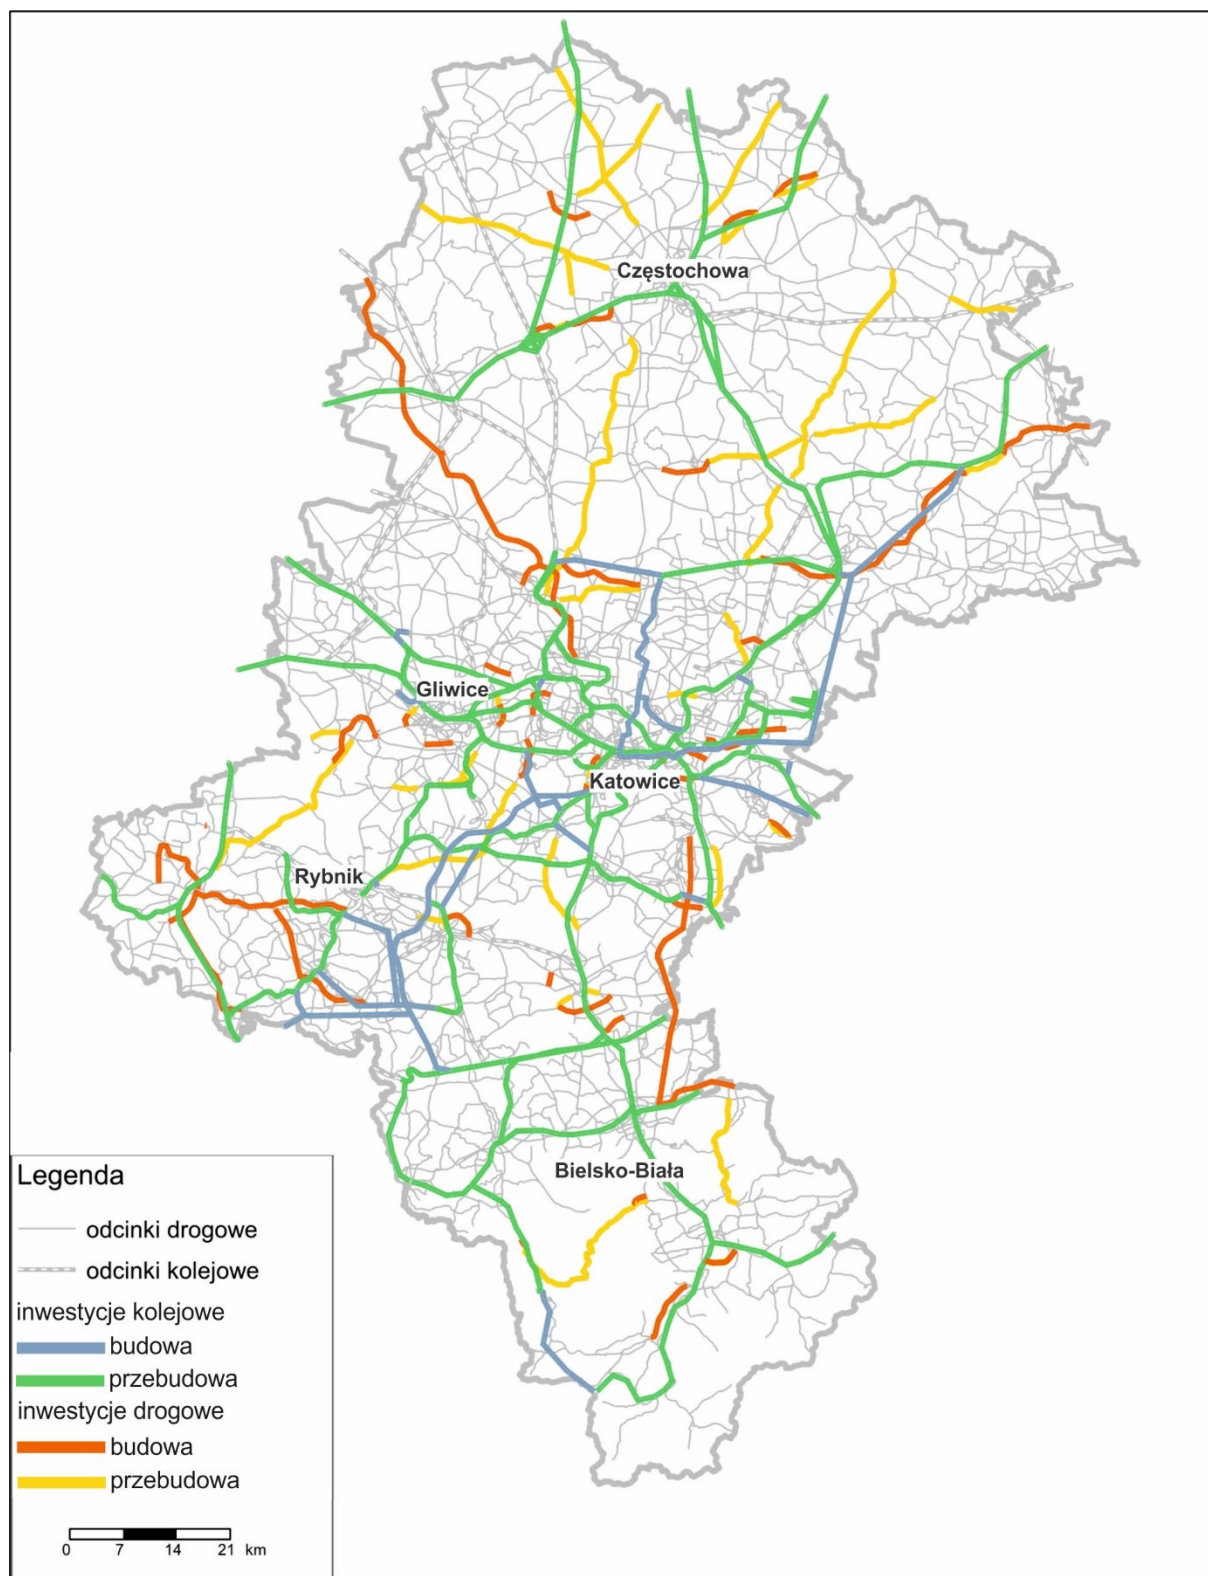 Częstochowa
Gliwice
Katowice
Rybnik
Bielsko-Biała
Legenda
odcinki drogowe
odcinki kolejowe
inwestycje kolejowe
budowa
przebudowa
inwestycje drogowe
budowa
przebudowa
0 7 14 21 km